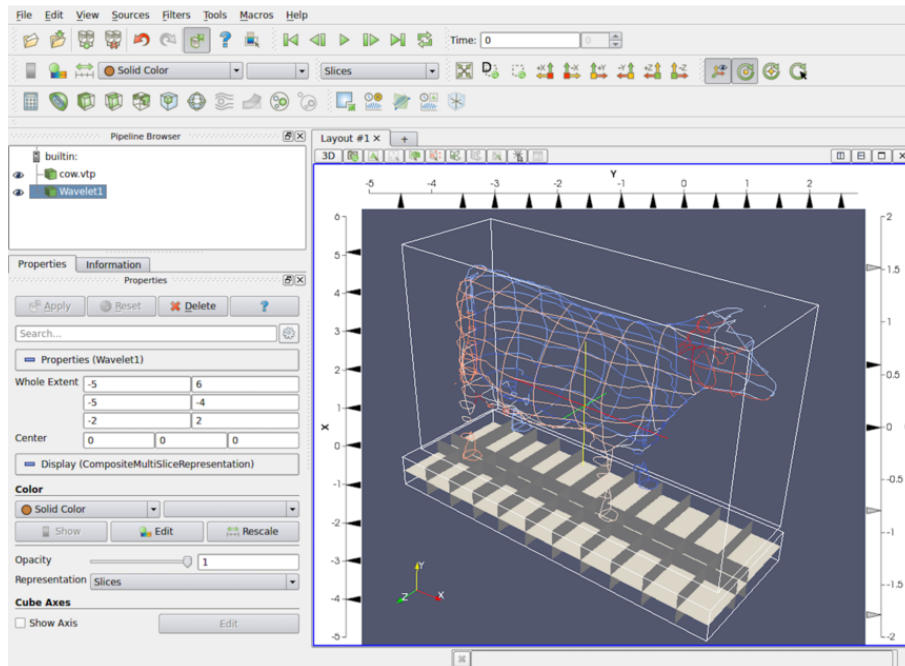 File Edit View Sources Filters Tools Macros Help
Time: 0 0
Solid Color Slices +X -X +Y -Y +Z -Z
Pipeline Browser
builtin:
cow.vtp
Wavelet1
Properties Information
Properties
Apply Reset Delete ?
Search...
Properties (Wavelet1)
Whole Extent -5 6
-5 -4
-2 2
Center 0 0 0
Display (CompositeMultiSliceRepresentation)
Color
Solid Color
Show Edit Rescale
Opacity 1
Representation Slices
Cube Axes
Show Axis Edit
Layout #1 × +
3D
Y
-5 -4 -3 -2 -1 0 1 2
6 2
5 1.5
4 1
3 0.5
2
1
X 0 Z
0 -0.5
-1
-2 -1
-3 -1.5
-4
-5 -2
Y
Z X